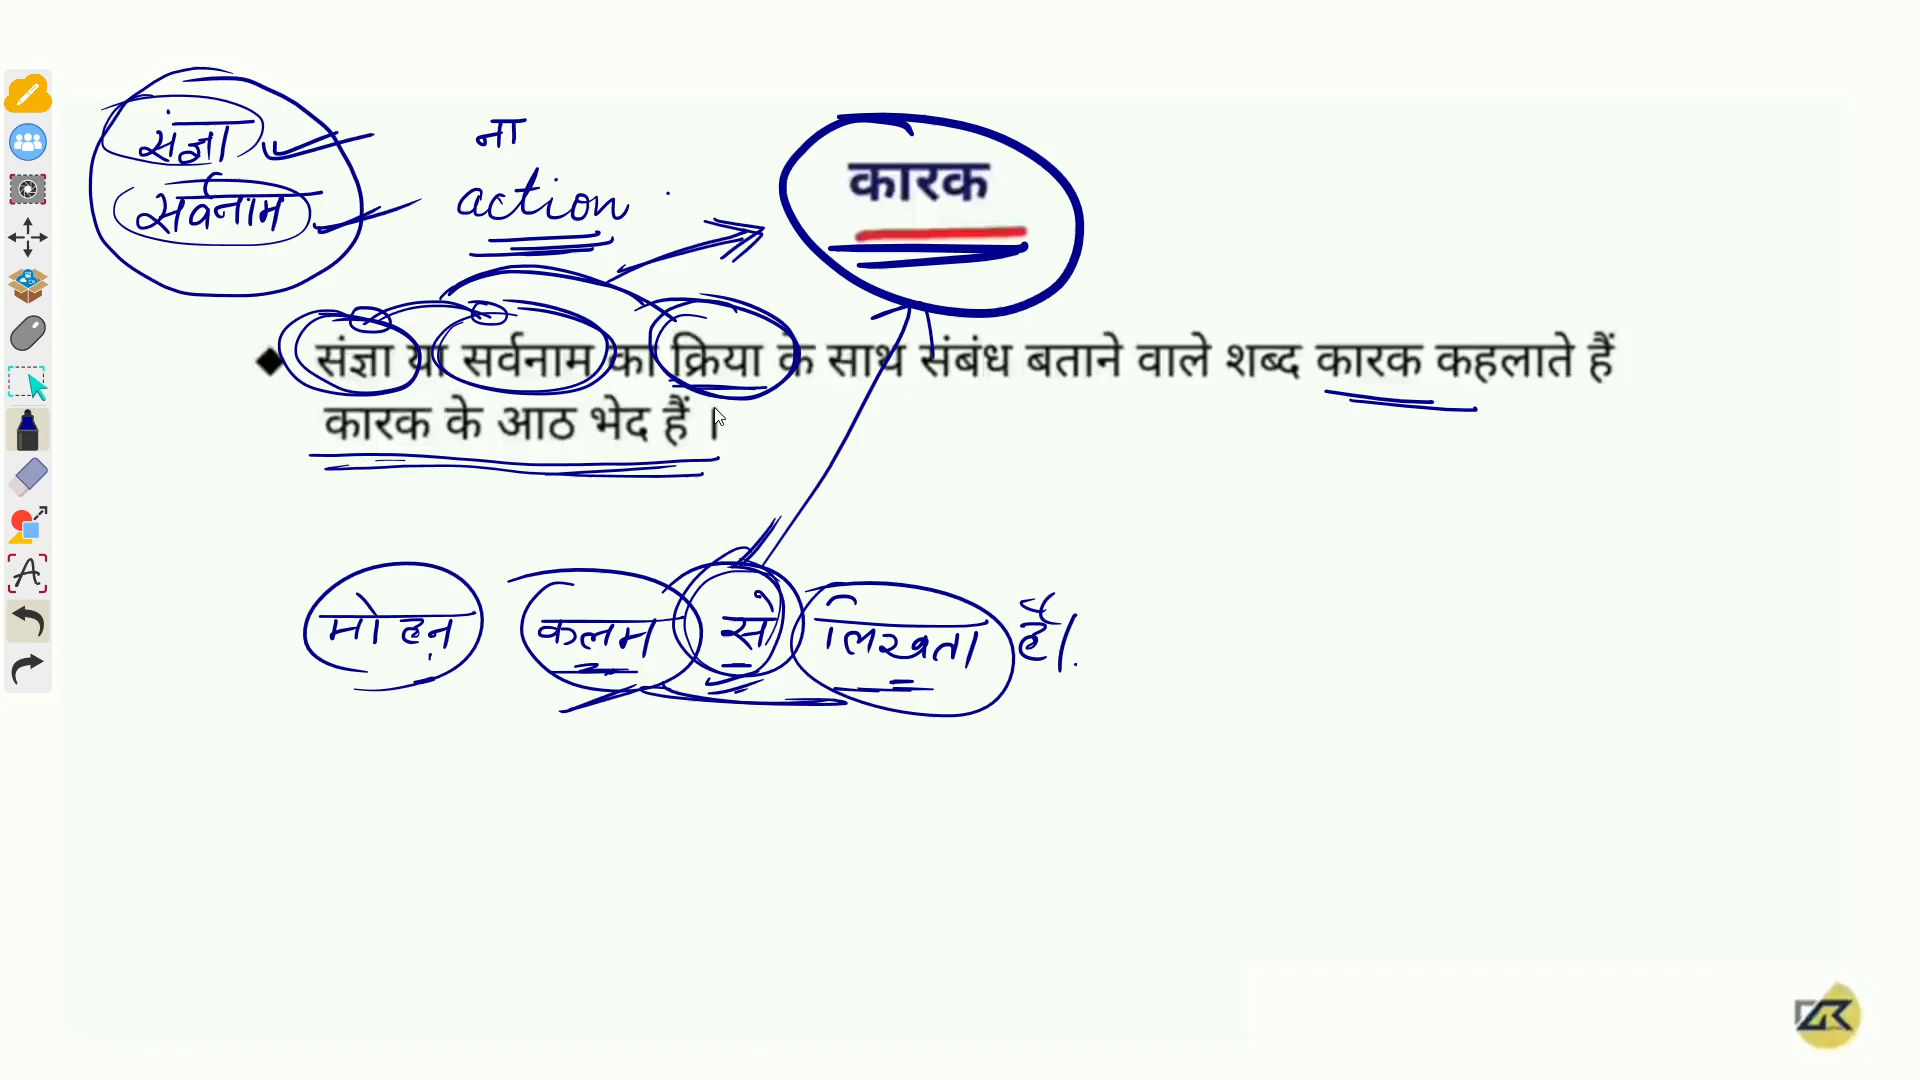 संज्ञा
सर्वनाम
ना
action
कारक
संज्ञा या सर्वनाम का क्रिया के साथ संबंध बताने वाले शब्द कारक कहलाते हैं
कारक के आठ भेद हैं ।
मोहन कलम से लिखता है।